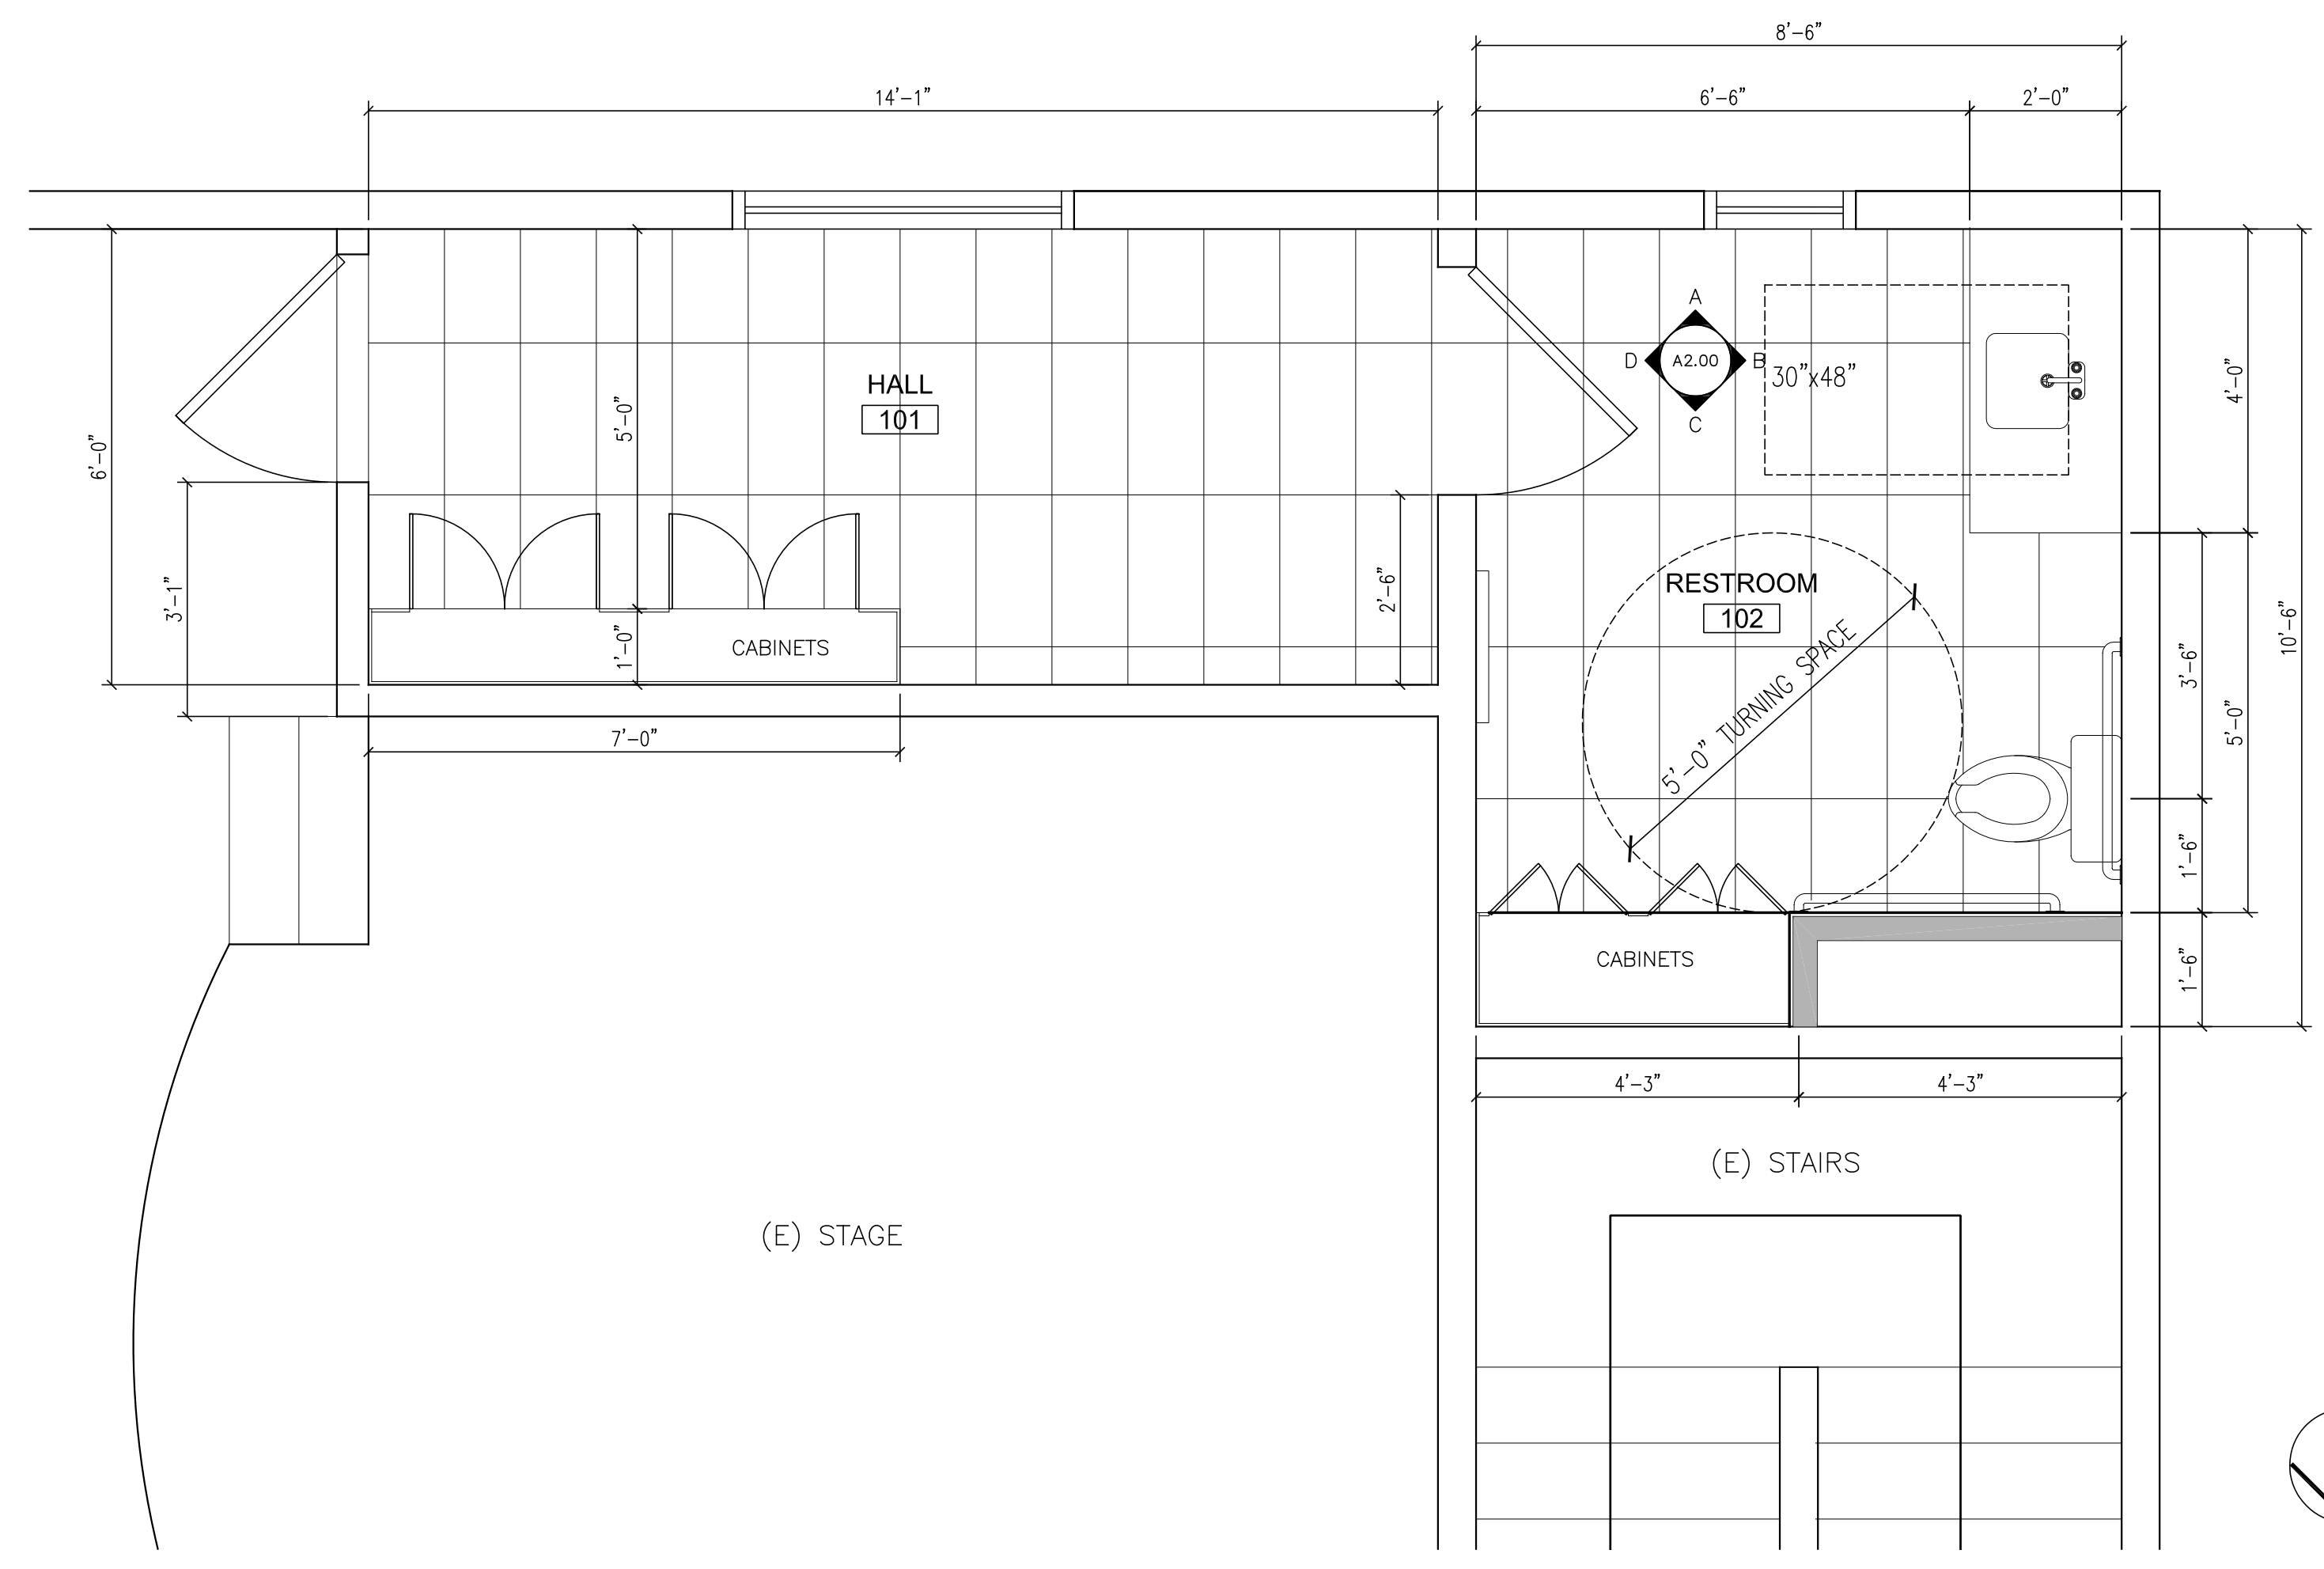 8'-6"
14'-1"
6'-6"
2'-0"
A
D
A2.00
B
C
30"x48"
HALL
101
5'-0"
4'-0"
6'-0"
RESTROOM
102
2'-6"
3'-1"
1'-0"
CABINETS
5'-0" TURNING SPACE
3'-6"
5'-0"
10'-6"
7'-0"
1'-6"
CABINETS
1'-6"
4'-3"
4'-3"
(E) STAIRS
(E) STAGE